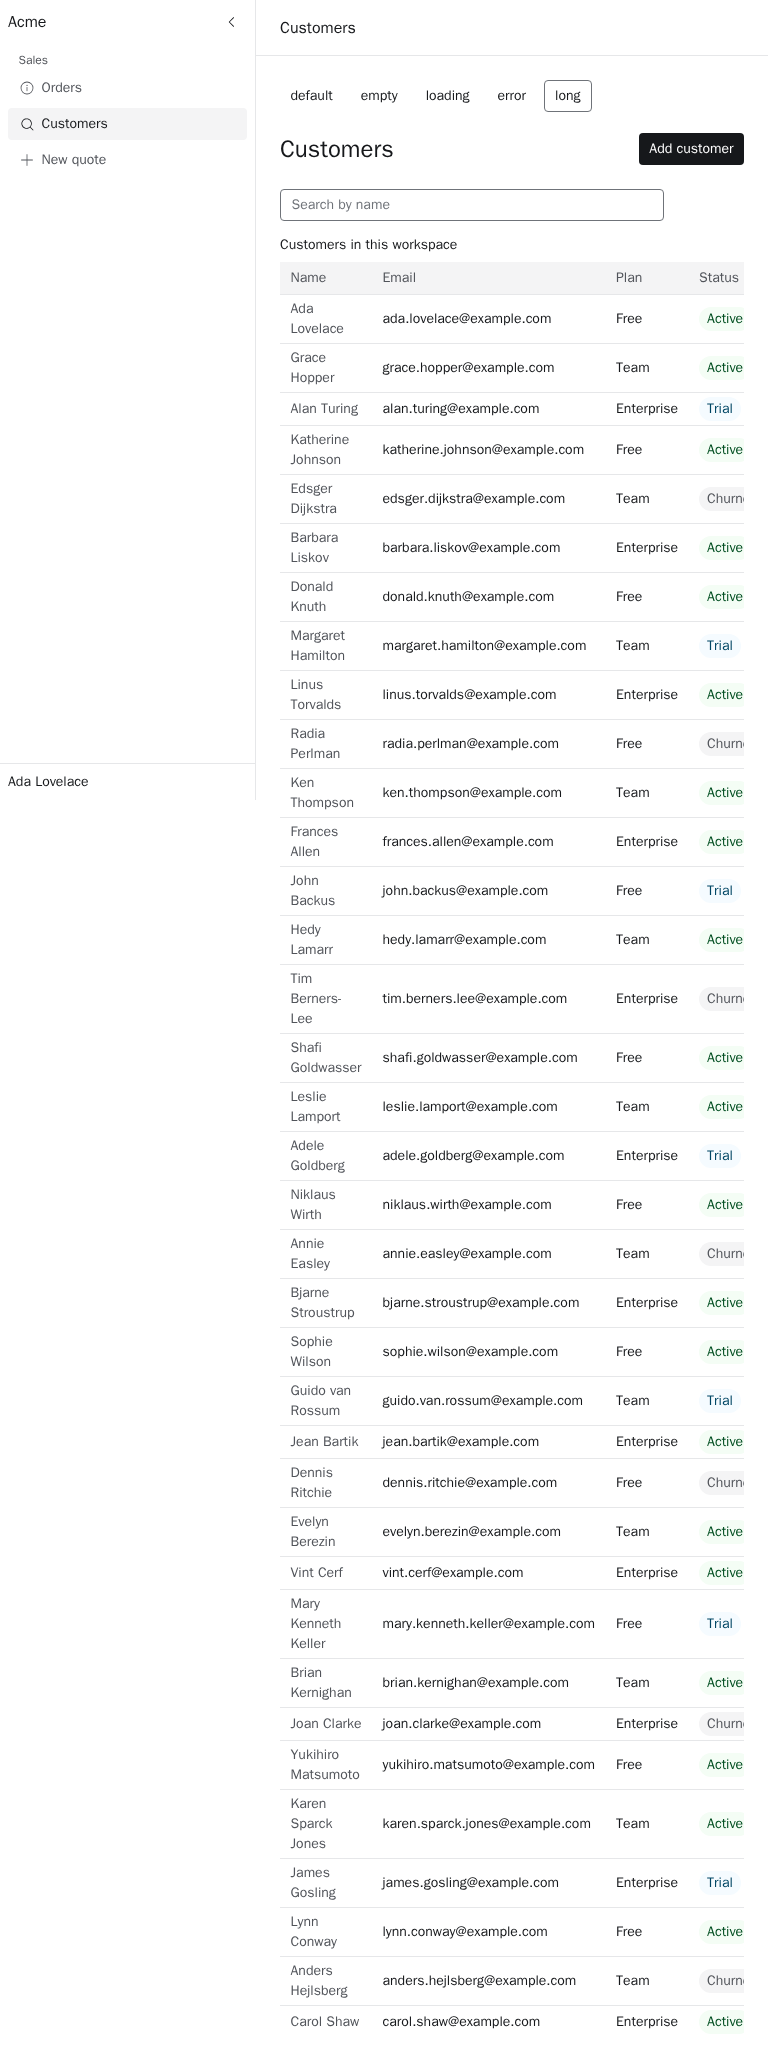 Acme
Sales
Orders
Customers
New quote
Ada Lovelace
Customers
default empty loading error long
Customers
Add customer
Search by name
Customers in this workspace
Name Email Plan Status
Ada Lovelace ada.lovelace@example.com Free Active
Grace Hopper grace.hopper@example.com Team Active
Alan Turing alan.turing@example.com Enterprise Trial
Katherine Johnson katherine.johnson@example.com Free Active
Edsger Dijkstra edsger.dijkstra@example.com Team Churn
Barbara Liskov barbara.liskov@example.com Enterprise Active
Donald Knuth donald.knuth@example.com Free Active
Margaret Hamilton margaret.hamilton@example.com Team Trial
Linus Torvalds linus.torvalds@example.com Enterprise Active
Radia Perlman radia.perlman@example.com Free Churn
Ken Thompson ken.thompson@example.com Team Active
Frances Allen frances.allen@example.com Enterprise Active
John Backus john.backus@example.com Free Trial
Hedy Lamarr hedy.lamarr@example.com Team Active
Tim Berners-Lee tim.berners.lee@example.com Enterprise Churn
Shafi Goldwasser shafi.goldwasser@example.com Free Active
Leslie Lamport leslie.lamport@example.com Team Active
Adele Goldberg adele.goldberg@example.com Enterprise Trial
Niklaus Wirth niklaus.wirth@example.com Free Active
Annie Easley annie.easley@example.com Team Churn
Bjarne Stroustrup bjarne.stroustrup@example.com Enterprise Active
Sophie Wilson sophie.wilson@example.com Free Active
Guido van Rossum guido.van.rossum@example.com Team Trial
Jean Bartik jean.bartik@example.com Enterprise Active
Dennis Ritchie dennis.ritchie@example.com Free Churn
Evelyn Berezin evelyn.berezin@example.com Team Active
Vint Cerf vint.cerf@example.com Enterprise Active
Mary Kenneth Keller mary.kenneth.keller@example.com Free Trial
Brian Kernighan brian.kernighan@example.com Team Active
Joan Clarke joan.clarke@example.com Enterprise Churn
Yukihiro Matsumoto yukihiro.matsumoto@example.com Free Active
Karen Sparck Jones karen.sparck.jones@example.com Team Active
James Gosling james.gosling@example.com Enterprise Trial
Lynn Conway lynn.conway@example.com Free Active
Anders Hejlsberg anders.hejlsberg@example.com Team Churn
Carol Shaw carol.shaw@example.com Enterprise Active